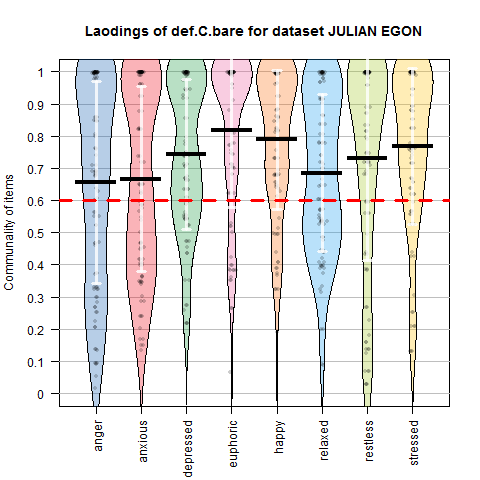 Laodings of def.C.bare for dataset JULIAN EGON
Communality of items
1
0.9
0.8
0.7
0.6
0.5
0.4
0.3
0.2
0.1
0
anger
anxious
depressed
euphoric
happy
relaxed
restless
stressed